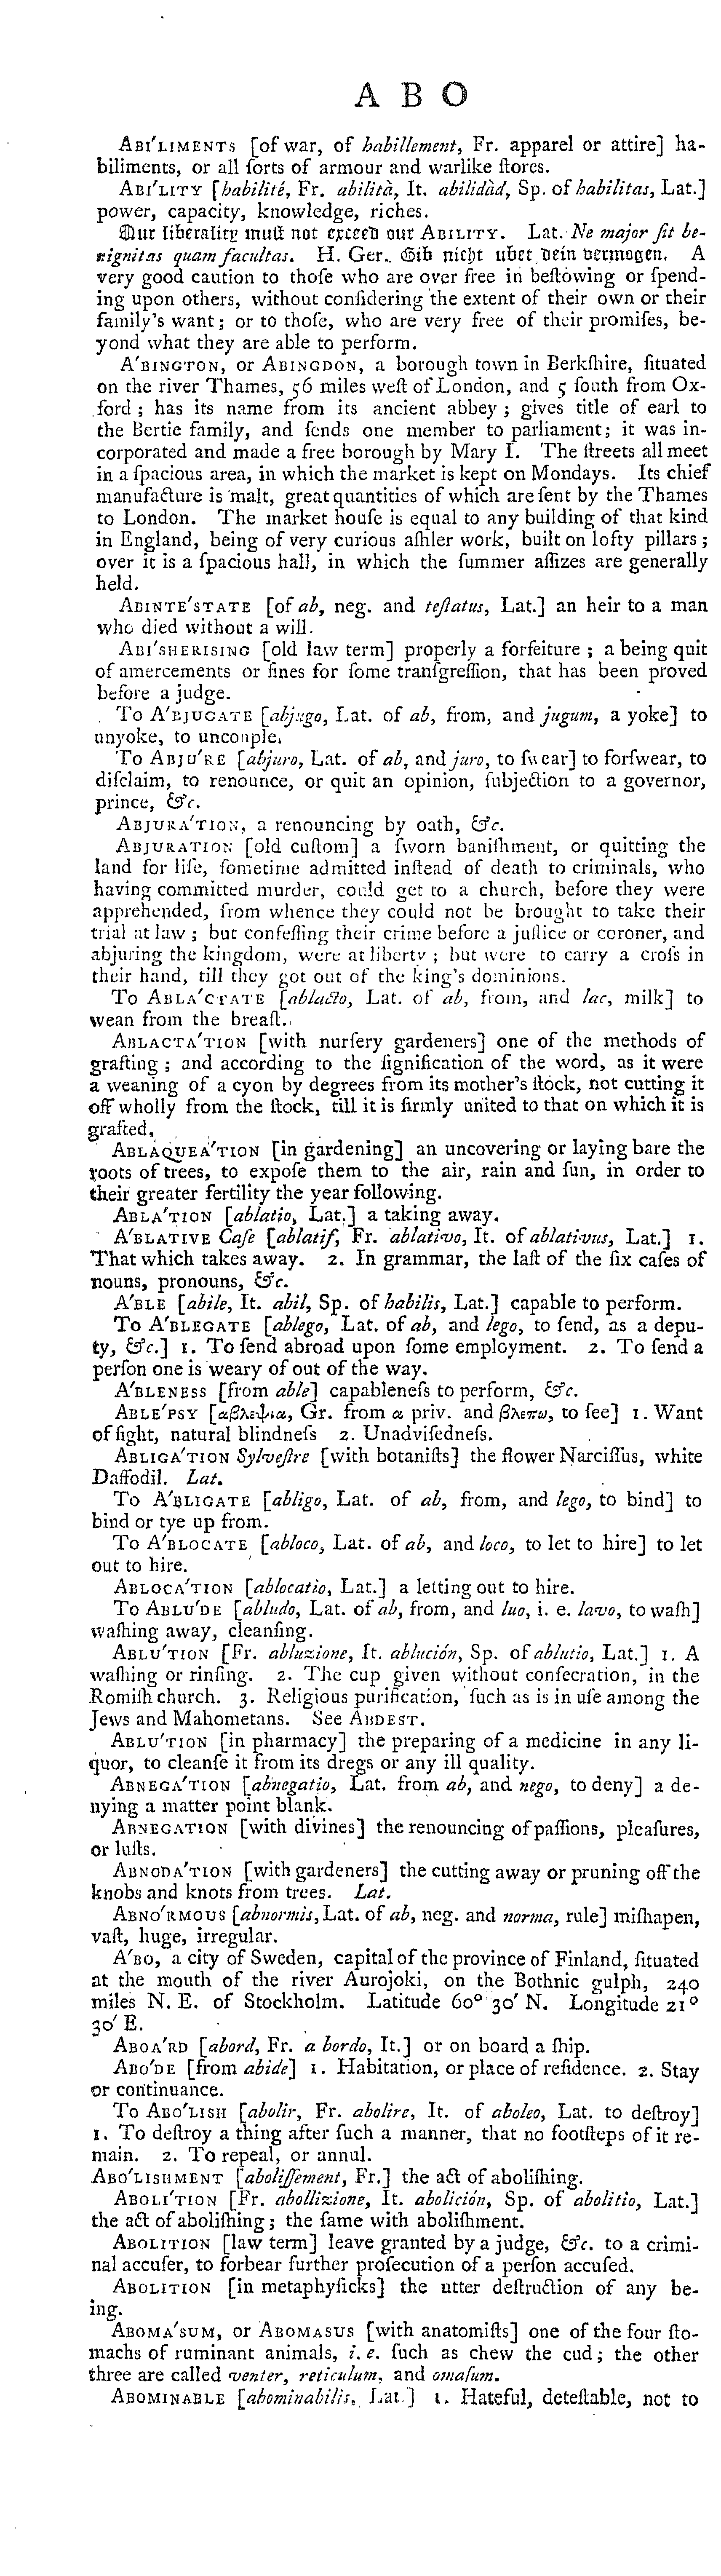 A B O
ABI′LIMENTS [of war, of habillement, Fr. apparel or attire] ha-
biliments, or all ſorts of armour and warlike ſtores.
ABI′LITY [habilité, Fr. abilità, It. abilidàd, Sp. of habilitas, Lat.]
power, capacity, knowledge, riches.
Our liberality muſt not exceed our ABILITY. Lat. Ne major ſit be-
nignitas quam facultas. H. Ger. Gib nicht uber dein vermogen. A
very good caution to thoſe who are over free in beſtowing or ſpend-
ing upon others, without conſidering the extent of their own or their
family's want; or to thoſe, who are very free of their promiſes, be-
yond what they are able to perform.
A′BINGTON, or ABINGDON, a borough town in Berkſhire, ſituated
on the river Thames, 56 miles weſt of London, and 5 ſouth from Ox-
ford; has its name from its ancient abbey; gives title of earl to
the Bertie family, and ſends one member to parliament; it was in-
corporated and made a free borough by Mary I. The ſtreets all meet
in a ſpacious area, in which the market is kept on Mondays. Its chief
manufacture is malt, great quantities of which are ſent by the Thames
to London. The market houſe is equal to any building of that kind
in England, being of very curious aſhler work, built on lofty pillars;
over it is a ſpacious hall, in which the ſummer aſſizes are generally
held.
ABINTE′STATE [of ab, neg. and teſtatus, Lat.] an heir to a man
who died without a will.
ABI′SHERISING [old law term] properly a forfeiture; a being quit
of amercements or fines for ſome tranſgreſſion, that has been proved
before a judge.
To A′BJUGATE [abjugo, Lat. of ab, from, and jugum, a yoke] to
unyoke, to uncouple.
To ABJU′RE [abjuro, Lat. of ab, and juro, to ſwear] to forſwear, to
diſclaim, to renounce, or quit an opinion, ſubjection to a governor,
prince, &c.
ABJURA′TION, a renouncing by oath, &c.
ABJURATION [old cuſtom] a ſworn baniſhment, or quitting the
land for life, ſometime admitted inſtead of death to criminals, who
having committed murder, could get to a church, before they were
apprehended, from whence they could not be brought to take their
trial at law; but confeſſing their crime before a juſtice or coroner, and
abjuring the kingdom, were at liberty; but were to carry a croſs in
their hand, till they got out of the king's dominions.
To ABLA′CTATE [ablacto, Lat. of ab, from, and lac, milk] to
wean from the breaſt.
ABLACTA′TION [with nurſery gardeners] one of the methods of
grafting; and according to the ſignification of the word, as it were
a weaning of a cyon by degrees from its mother's ſtock, not cutting it
off wholly from the ſtock, till it is firmly united to that on which it is
grafted.
ABLAQUEA′TION [in gardening] an uncovering or laying bare the
roots of trees, to expoſe them to the air, rain and ſun, in order to
their greater fertility the year following.
ABLA′TION [ablatio, Lat.] a taking away.
A′BLATIVE Caſe [ablatif, Fr. ablativo, It. of ablativus, Lat.] 1.
That which takes away. 2. In grammar, the laſt of the ſix caſes of
nouns, pronouns, &c.
A′BLE [abile, It. abil, Sp. of habilis, Lat.] capable to perform.
To A′BLEGATE [ablego, Lat. of ab, and lego, to ſend, as a depu-
ty, &c.] 1. To ſend abroad upon ſome employment. 2. To ſend a
perſon one is weary of out of the way.
A′BLENESS [from able] capableneſs to perform, &c.
ABLE′PSY [αβλεψια, Gr. from α priv. and βλεπω, to ſee] 1. Want
of ſight, natural blindneſs 2. Unadviſedneſs.
ABLIGA′TION Sylveſtre [with botaniſts] the flower Narciſſus, white
Daffodil. Lat.
To A′BLIGATE [abligo, Lat. of ab, from, and lego, to bind] to
bind or tye up from.
To A′BLOCATE [abloco, Lat. of ab, and loco, to let to hire] to let
out to hire.
ABLOCA′TION [ablocatio, Lat.] a letting out to hire.
To ABLU′DE [abludo, Lat. of ab, from, and luo, i. e. lavo, to waſh]
waſhing away, cleanſing.
ABLU′TION [Fr. abluzione, It. ablución, Sp. of ablutio, Lat.] 1. A
waſhing or rinſing. 2. The cup given without conſecration, in the
Romiſh church. 3. Religious purification, ſuch as is in uſe among the
Jews and Mahometans. See ABDEST.
ABLU′TION [in pharmacy] the preparing of a medicine in any li-
quor, to cleanſe it from its dregs or any ill quality.
ABNEGA′TION [abnegatio, Lat. from ab, and nego, to deny] a de-
nying a matter point blank.
ABNEGATION [with divines] the renouncing of paſſions, pleaſures,
or luſts.
ABNODA′TION [with gardeners] the cutting away or pruning off the
knobs and knots from trees. Lat.
ABNO′RMOUS [abnormis, Lat. of ab, neg. and norma, rule] miſhapen,
vaſt, huge, irregular.
A′BO, a city of Sweden, capital of the province of Finland, ſituated
at the mouth of the river Aurojoki, on the Bothnic gulph, 240
miles N. E. of Stockholm. Latitude 60° 30′ N. Longitude 21°
30′ E.
ABOA′RD [abord, Fr. a bordo, It.] or on board a ſhip.
ABO′DE [from abide] 1. Habitation, or place of reſidence. 2. Stay
or continuance.
To ABO′LISH [abolir, Fr. abolire, It. of aboleo, Lat. to deſtroy]
1. To deſtroy a thing after ſuch a manner, that no footſteps of it re-
main. 2. To repeal, or annul.
ABO′LISHMENT [aboliſſement, Fr.] the act of aboliſhing.
ABOLI′TION [Fr. abollizione, It. abolición, Sp. of abolitio, Lat.]
the act of aboliſhing; the ſame with aboliſhment.
ABOLITION [law term] leave granted by a judge, &c. to a crimi-
nal accuſer, to forbear further proſecution of a perſon accuſed.
ABOLITION [in metaphyſicks] the utter deſtruction of any be-
ing.
ABOMA′SUM, or ABOMASUS [with anatomiſts] one of the four ſto-
machs of ruminant animals, i. e. ſuch as chew the cud; the other
three are called venter, reticulum, and omaſum.
ABOMINABLE [abominabilis, Lat.] 1. Hateful, deteſtable, not to